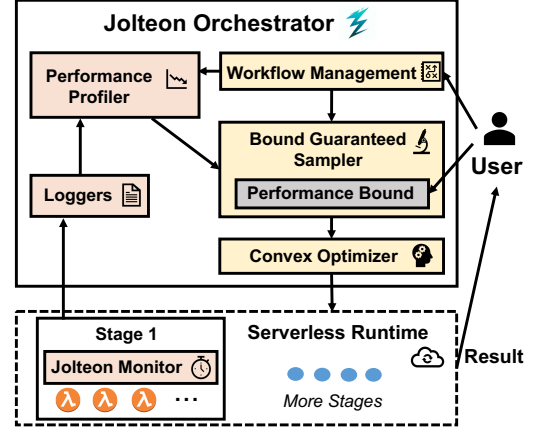 Jolteon Orchestrator
Performance
Profiler
Workflow Management
Bound Guaranteed
Sampler
Performance Bound
User
Loggers
Convex Optimizer
Stage 1
Jolteon Monitor
λ λ λ ...
Serverless Runtime
More Stages
Result